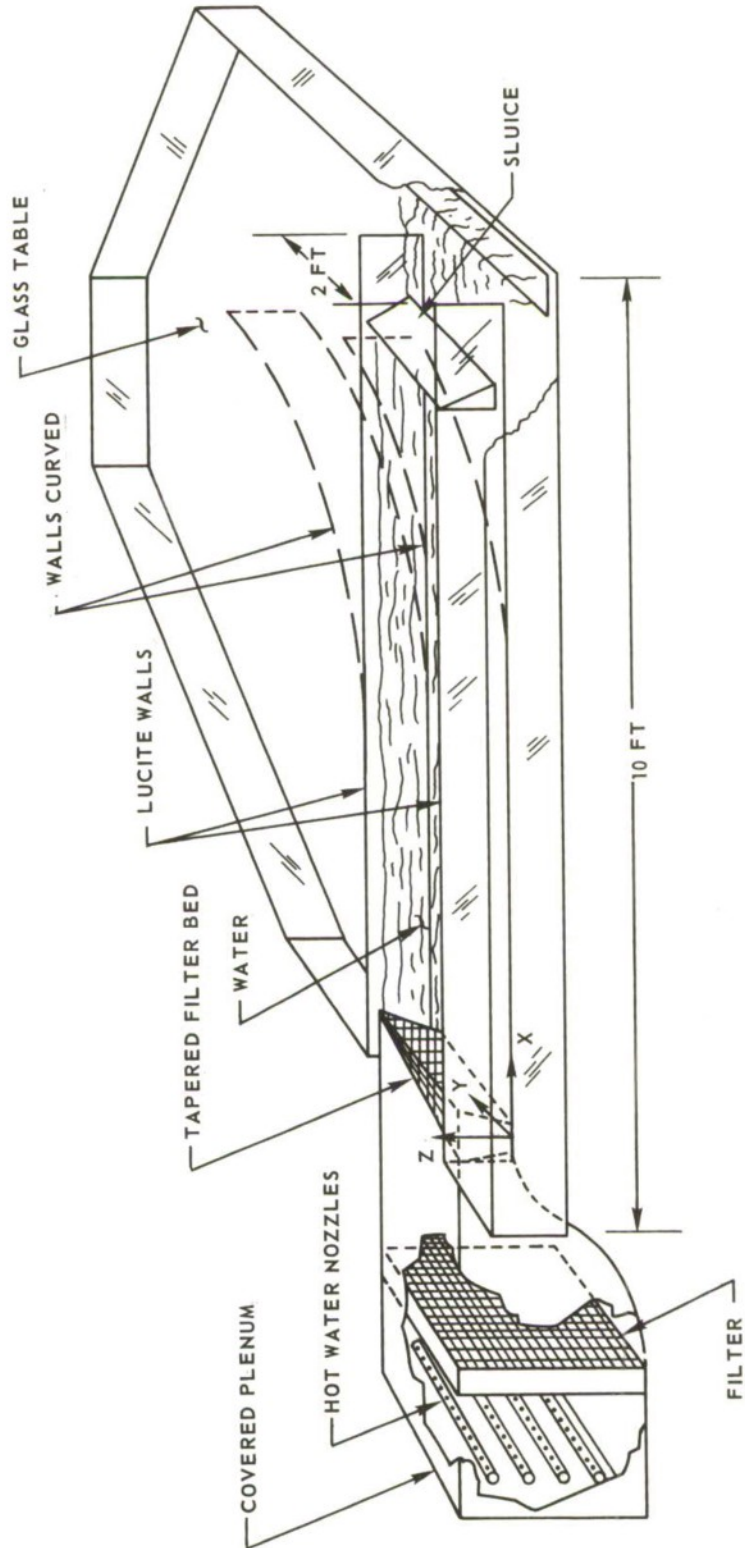 GLASS TABLE
WALLS CURVED
LUCITE WALLS
WATER
TAPERED FILTER BED
HOT WATER NOZZLES
COVERED PLENUM
2 FT
SLUICE
Z
Y
X
10 FT
FILTER